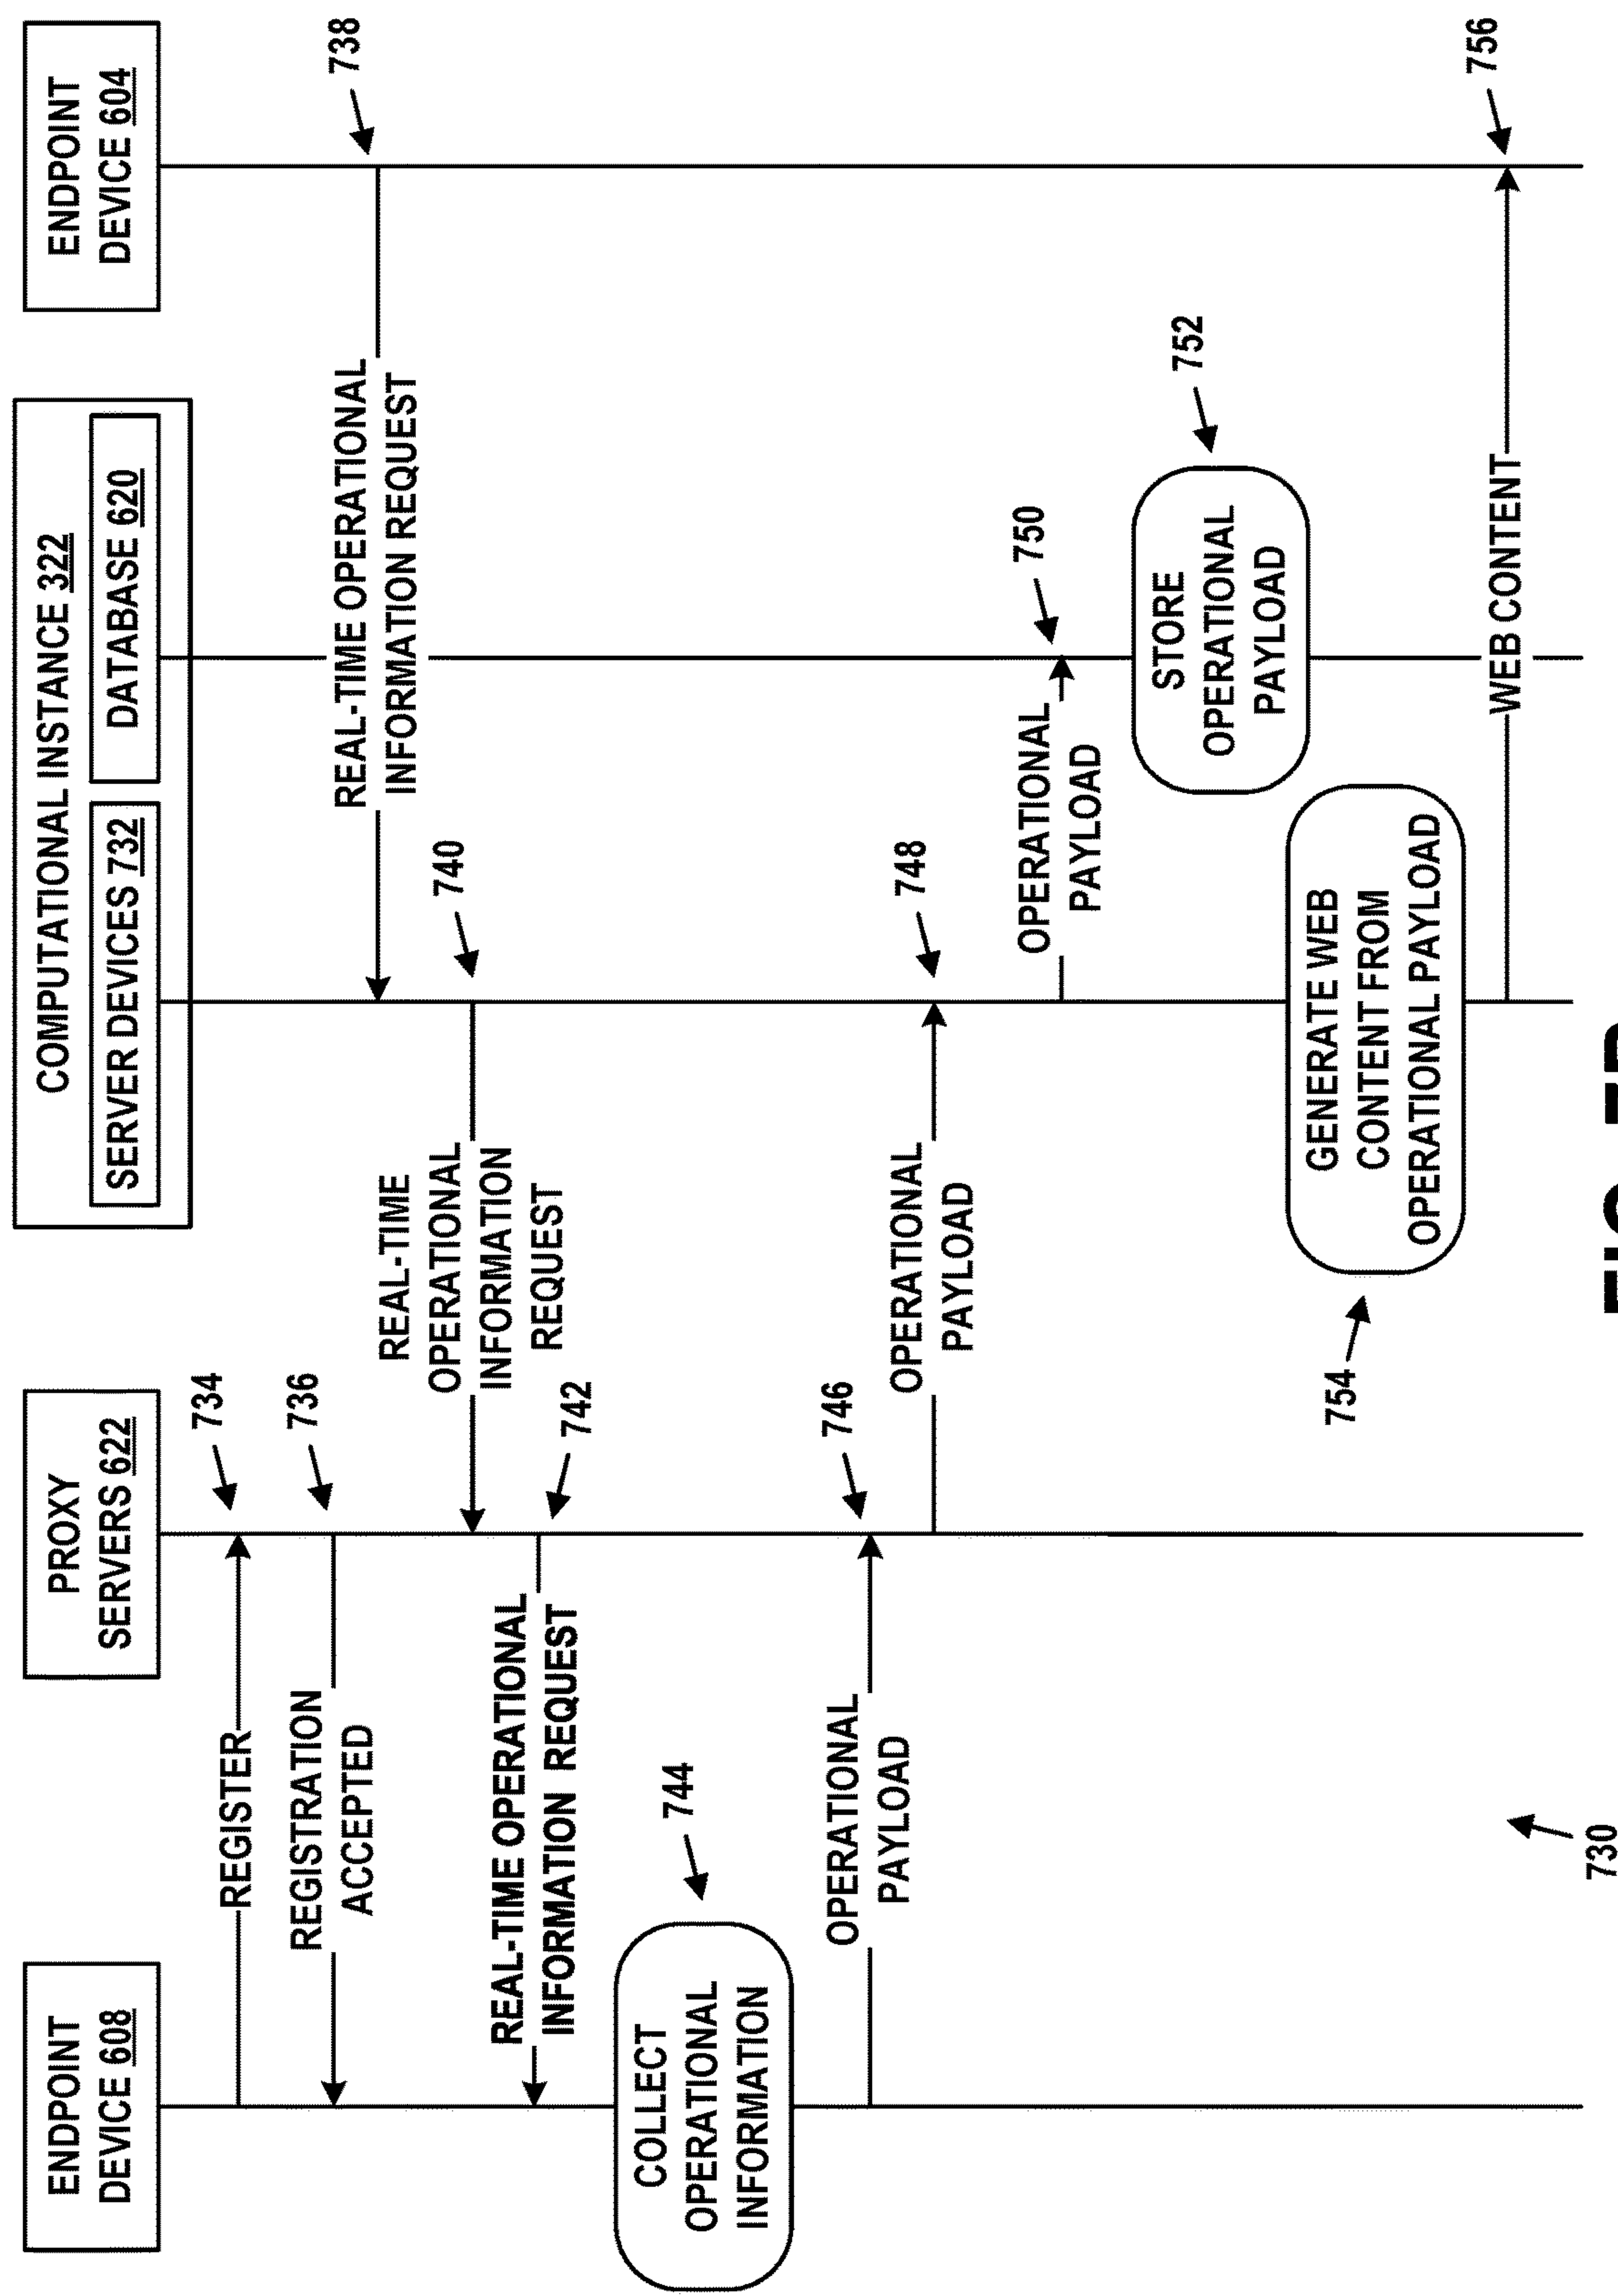 ENDPOINT
DEVICE 608
PROXY
SERVERS 622
COMPUTATIONAL INSTANCE 322
SERVER DEVICES 732
DATABASE 620
ENDPOINT
DEVICE 604
REGISTER
734
REGISTRATION
ACCEPTED
736
REAL-TIME OPERATIONAL
INFORMATION REQUEST
738
REAL-TIME
OPERATIONAL
INFORMATION
REQUEST
740
REAL-TIME OPERATIONAL
INFORMATION REQUEST
742
COLLECT
OPERATIONAL
INFORMATION
744
OPERATIONAL
PAYLOAD
746
OPERATIONAL
PAYLOAD
748
OPERATIONAL
PAYLOAD
750
STORE
OPERATIONAL
PAYLOAD
752
GENERATE WEB
CONTENT FROM
OPERATIONAL PAYLOAD
754
WEB CONTENT
756
730